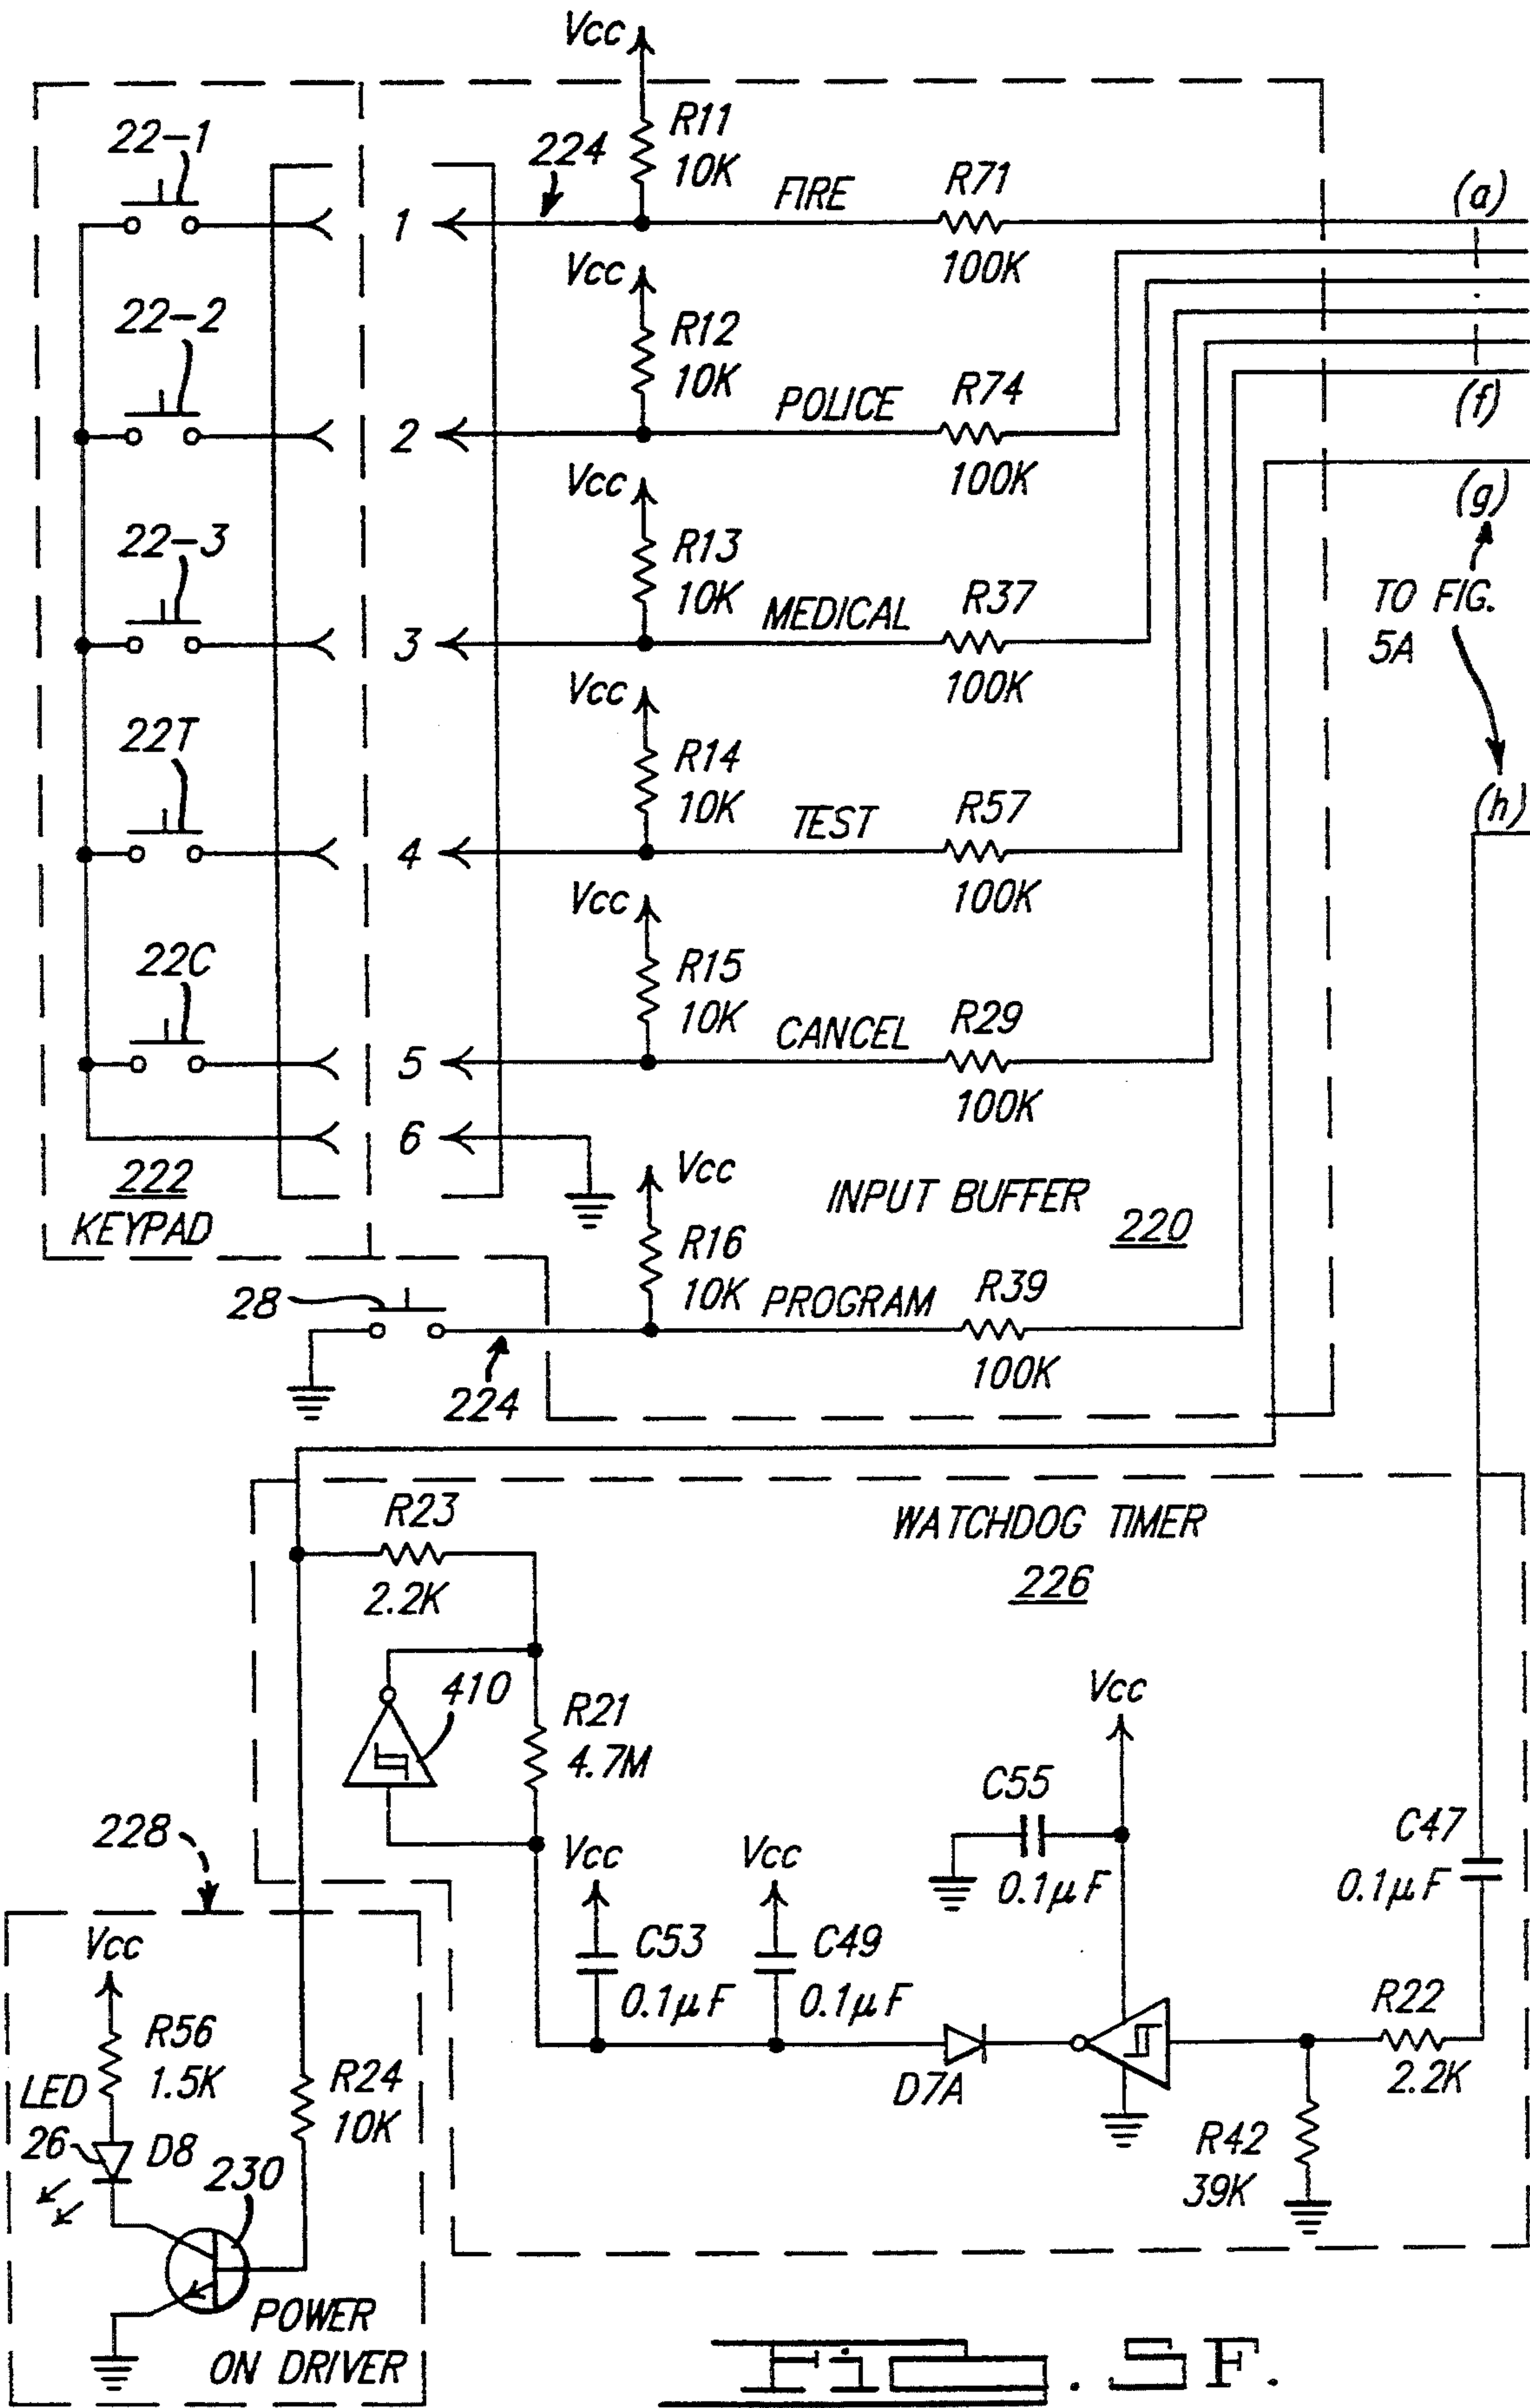 Vcc
22-1
224
R11
10K
FIRE
R71
100K
(a)
1
22-2
Vcc
R12
10K
POLICE
R74
100K
2
(f)
22-3
Vcc
R13
10K
MEDICAL
R37
100K
3
(g)
TO FIG.
5A
22T
Vcc
R14
10K
TEST
R57
100K
4
(h)
22C
Vcc
R15
10K
CANCEL
R29
100K
5
6
222
KEYPAD
Vcc
INPUT BUFFER
220
R16
10K
PROGRAM
R39
100K
28
224
R23
2.2K
WATCHDOG TIMER
226
410
R21
4.7M
Vcc
C55
0.1µF
C47
0.1µF
228
Vcc
Vcc
C53
0.1µF
C49
0.1µF
Vcc
R56
1.5K
LED
26
D8
R24
10K
230
D7A
R22
2.2K
R42
39K
POWER
ON DRIVER
FIG. 5F.